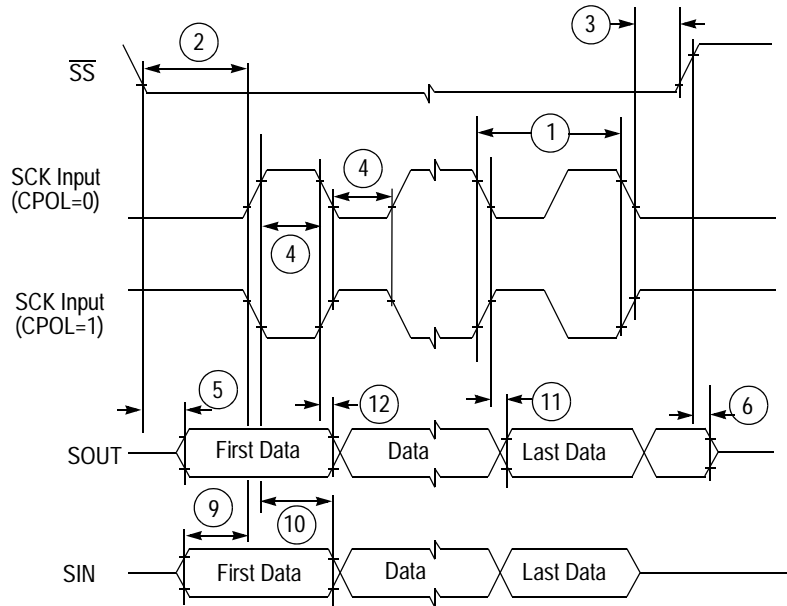 3
2
SS
1
SCK Input
(CPOL=0)
4
4
SCK Input
(CPOL=1)
5
12
11
6
SOUT
First Data
Data
Last Data
9
10
SIN
First Data
Data
Last Data